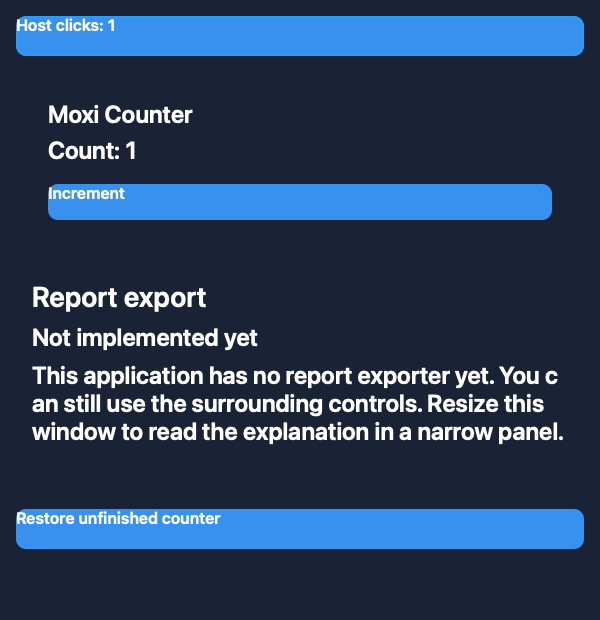 Host clicks: 1
Moxi Counter
Count: 1
Increment
Report export
Not implemented yet
This application has no report exporter yet. You c
an still use the surrounding controls. Resize this
window to read the explanation in a narrow panel.
Restore unfinished counter